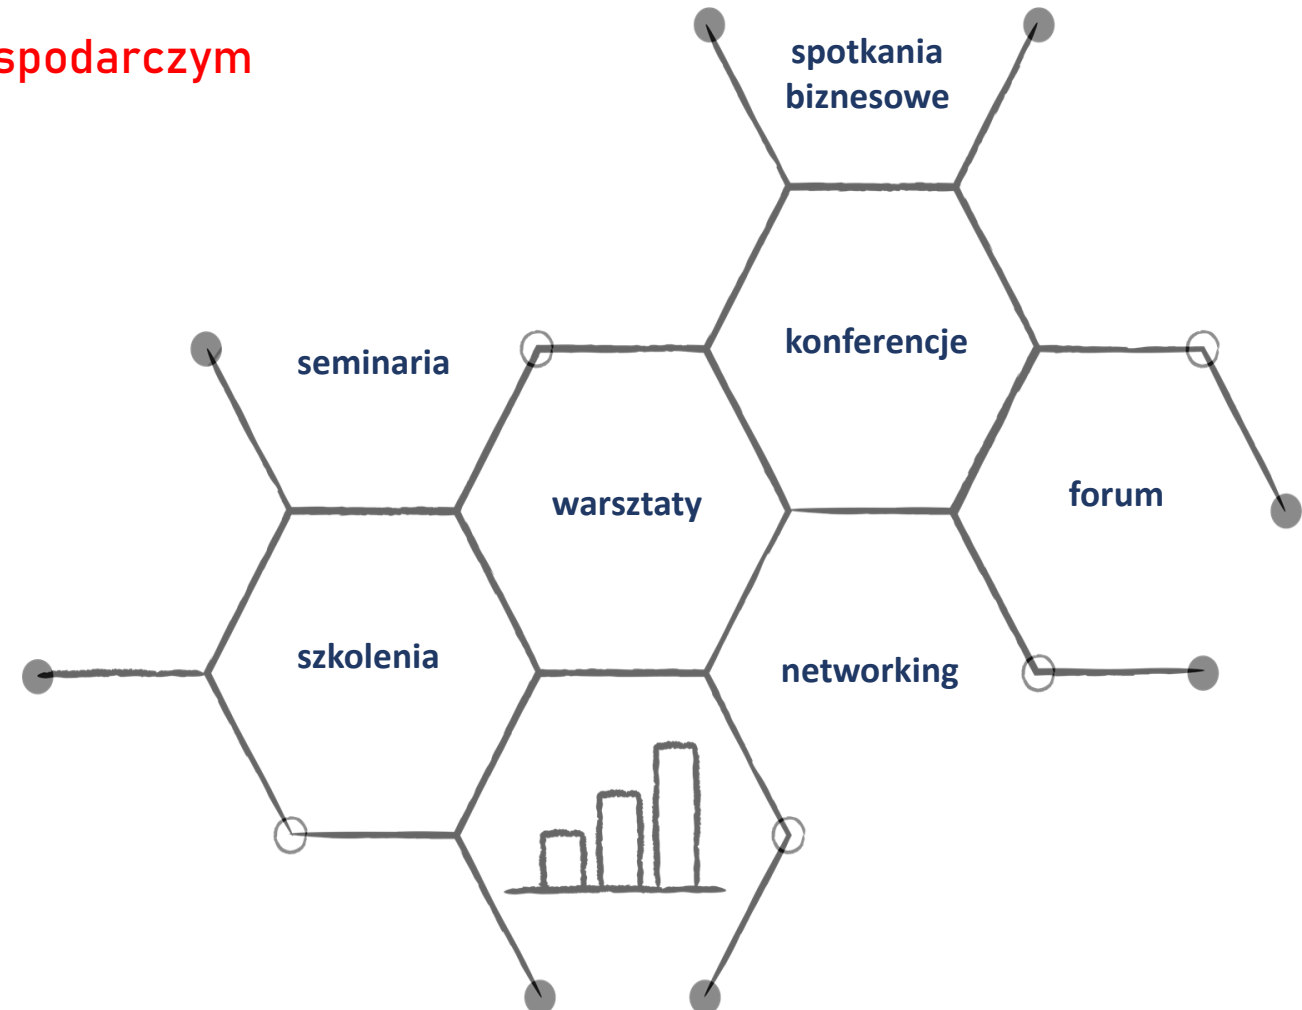 spodarczym
spotkania
biznesowe
konferencje
seminaria
forum
warsztaty
szkolenia
networking